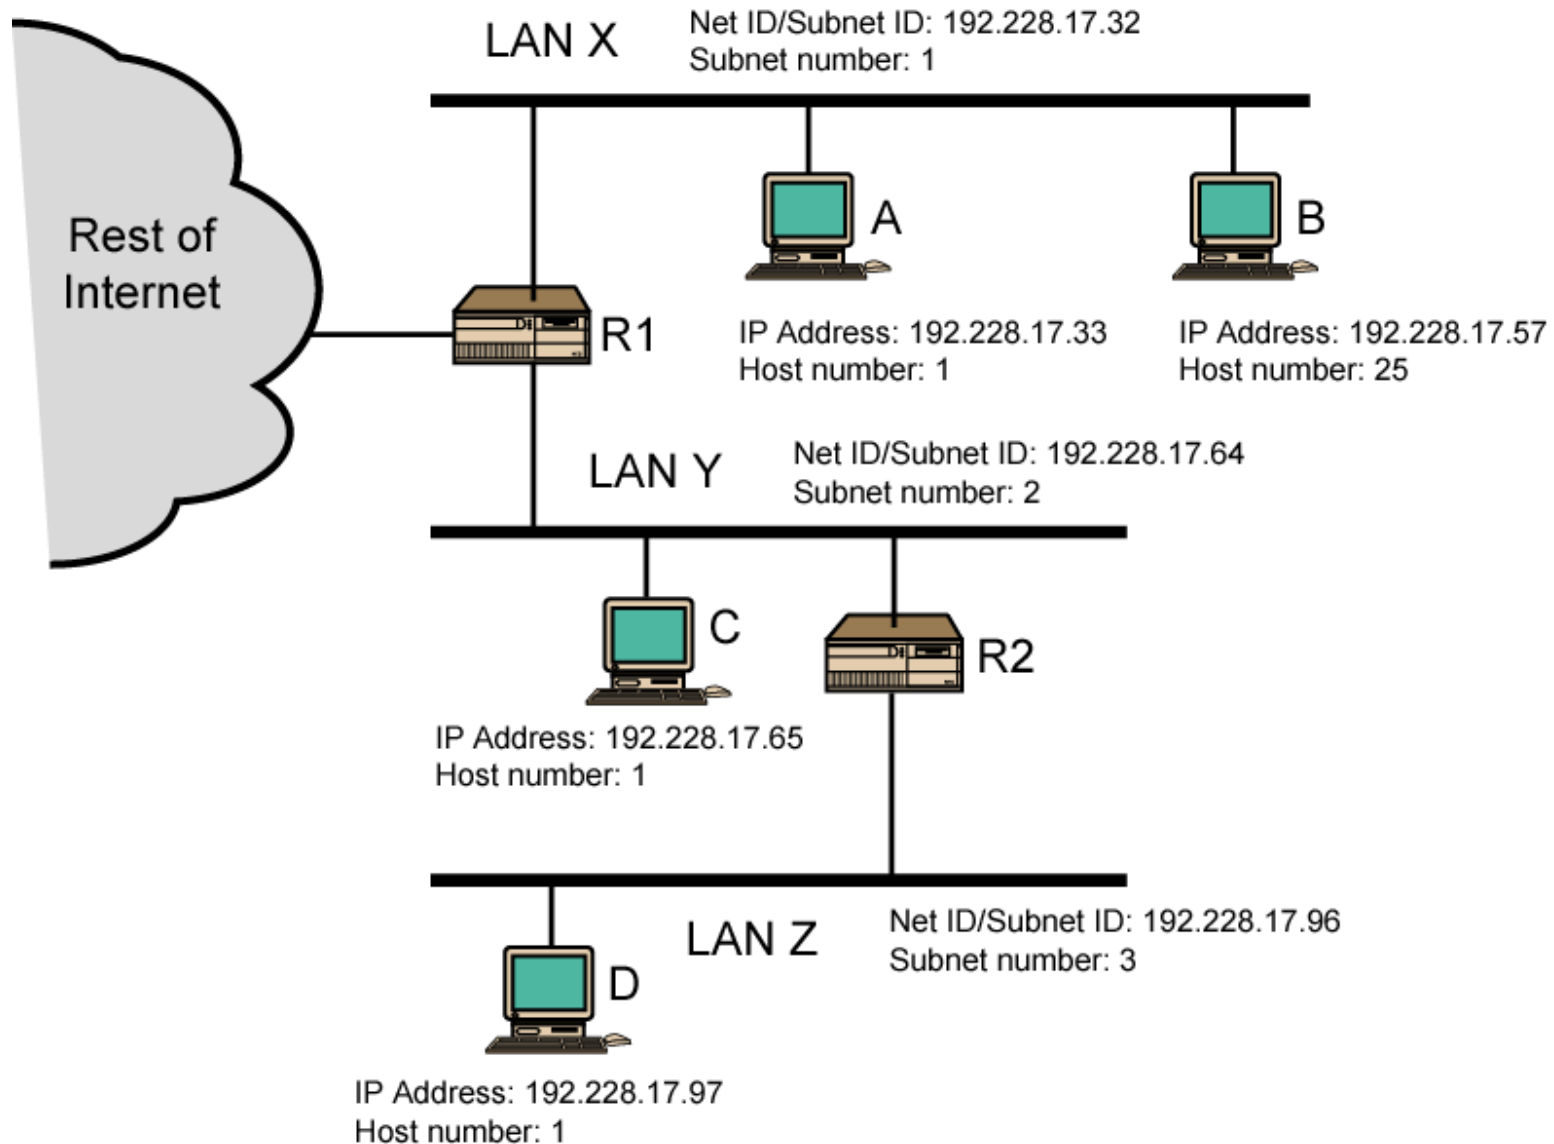 LAN X
Net ID/Subnet ID: 192.228.17.32
Subnet number: 1
Rest of
Internet
A
B
R1
IP Address: 192.228.17.33
Host number: 1
IP Address: 192.228.17.57
Host number: 25
LAN Y
Net ID/Subnet ID: 192.228.17.64
Subnet number: 2
C
R2
IP Address: 192.228.17.65
Host number: 1
LAN Z
Net ID/Subnet ID: 192.228.17.96
Subnet number: 3
D
IP Address: 192.228.17.97
Host number: 1